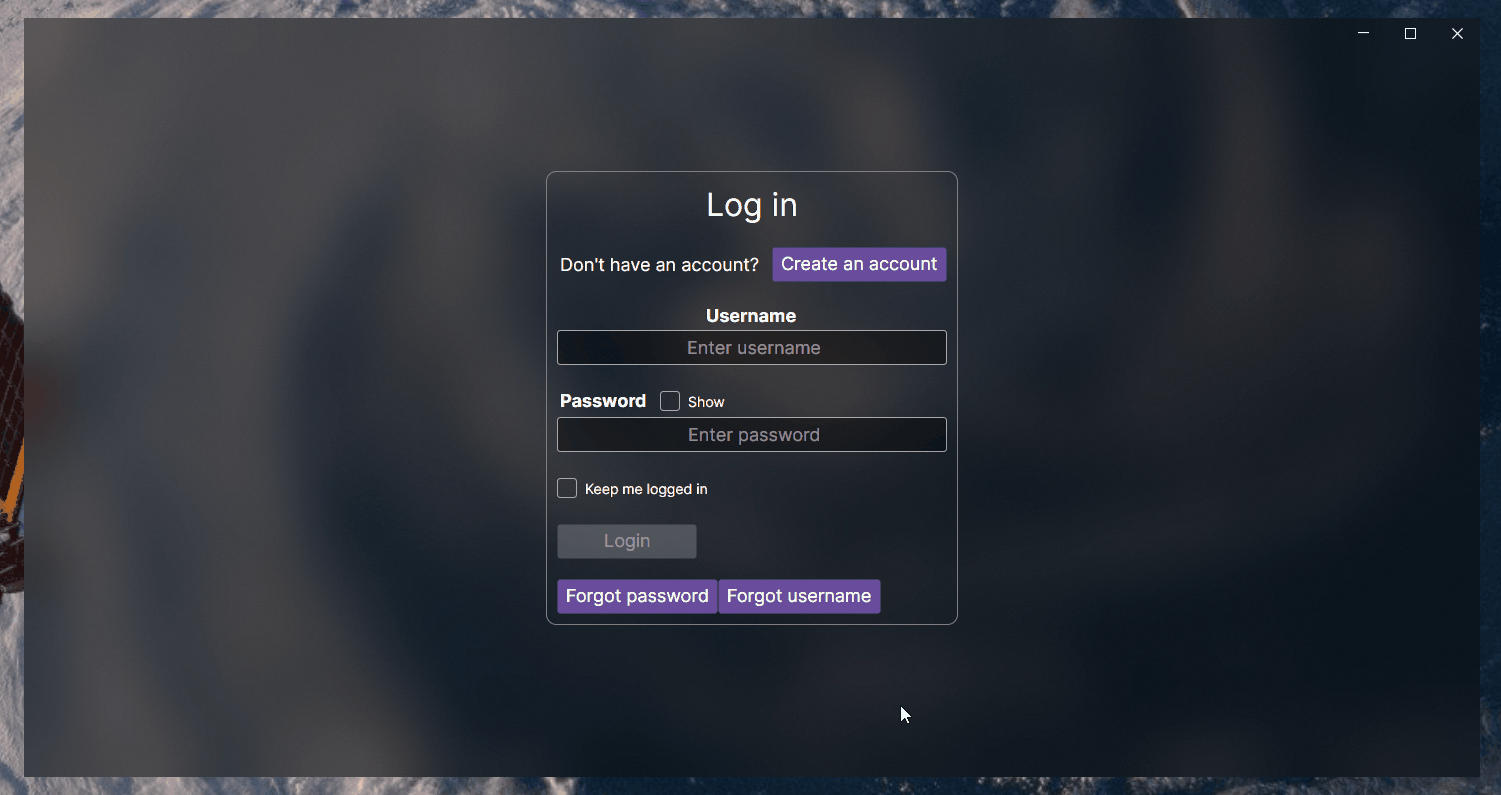 Log in
Don't have an account? Create an account
Username
Enter username
Password Show
Enter password
Keep me logged in
Login
Forgot password Forgot username